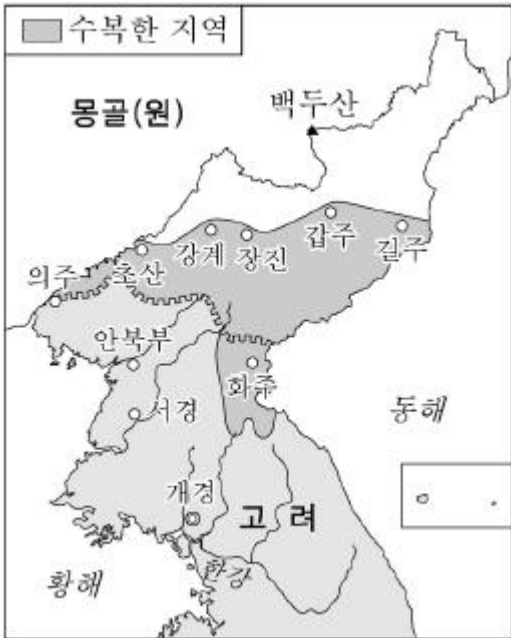 수복한 지역
백두산
몽골(원)
갑주
강계
장진
길주
초산
의주
안북부
화주
서경
동해
개경
고려
한강
황해